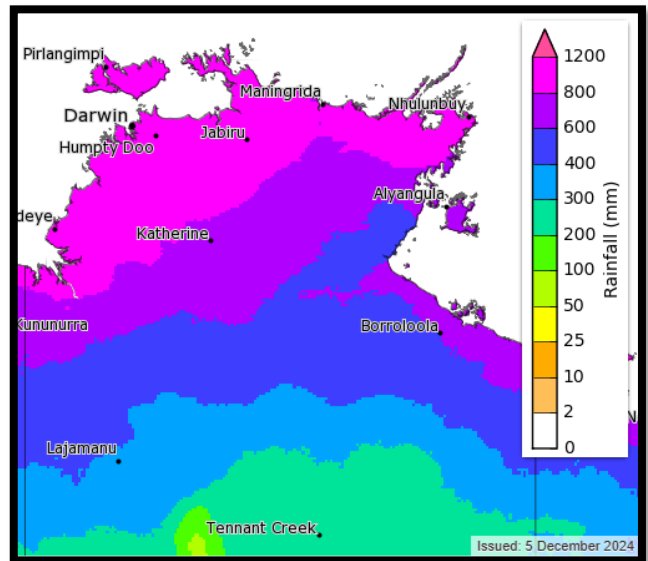 Pirlangimpi
Maningrida
Darwin
Nhulunbuy
Jabiru
Humpty Doo
Alyangula
deye
Katherine
Kununurra
Borroloola
Lajamanu
Tennant Creek
N
1200
800
600
400
300
200
100
50
25
10
2
0
Rainfall (mm)
Issued: 5 December 2024